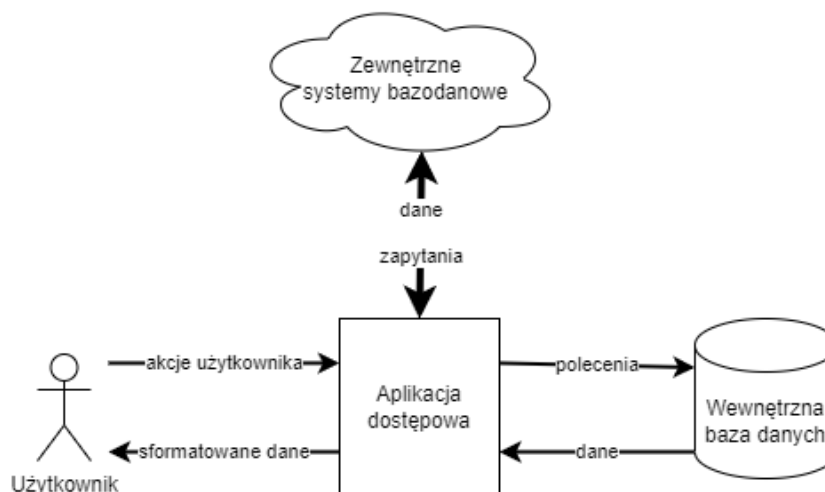 Zewnętrzne
systemy bazodanowe
dane
zapytania
akcje użytkownika
polecenia
Aplikacja
dostępowa
Wewnętrzna
baza danych
sformatowane dane
dane
Użytkownik